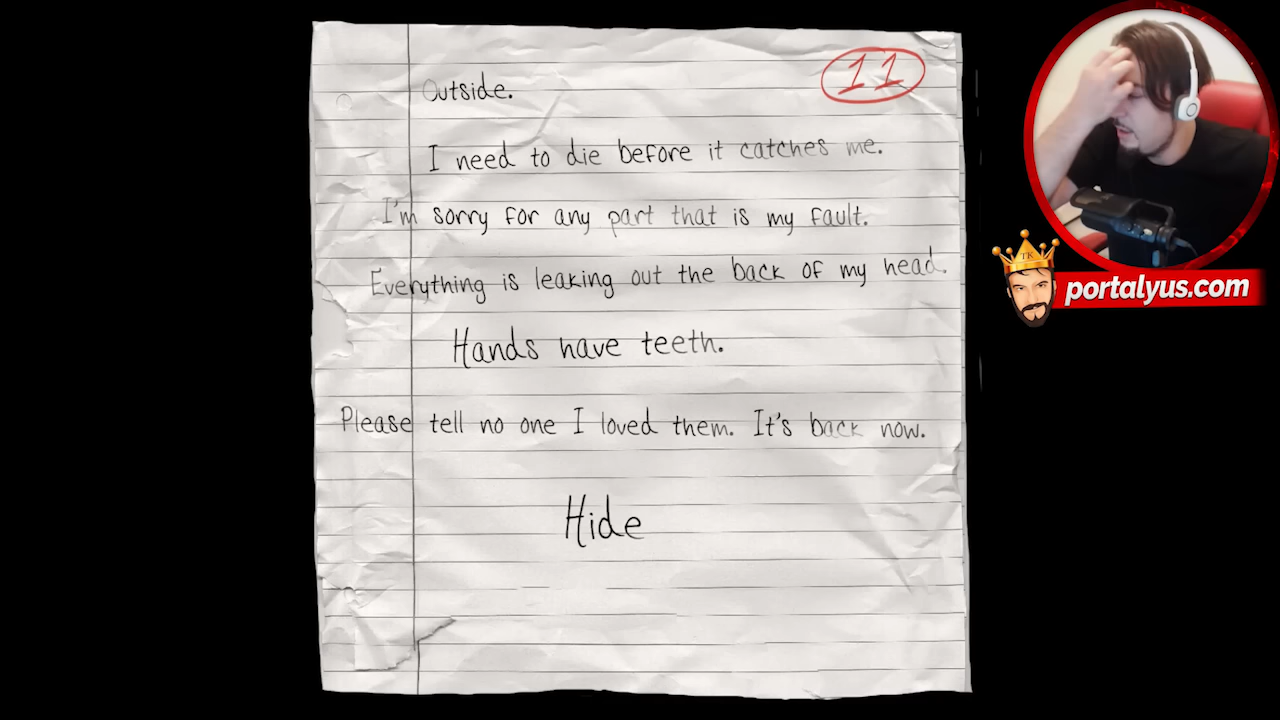 11
Outside.
I need to die before it catches me.
I'm sorry for any part that is my fault.
Everything is leaking out the back of my head.
Hands have teeth.
Please tell no one I loved them. It's back now.
Hide
TK
portalyus.com